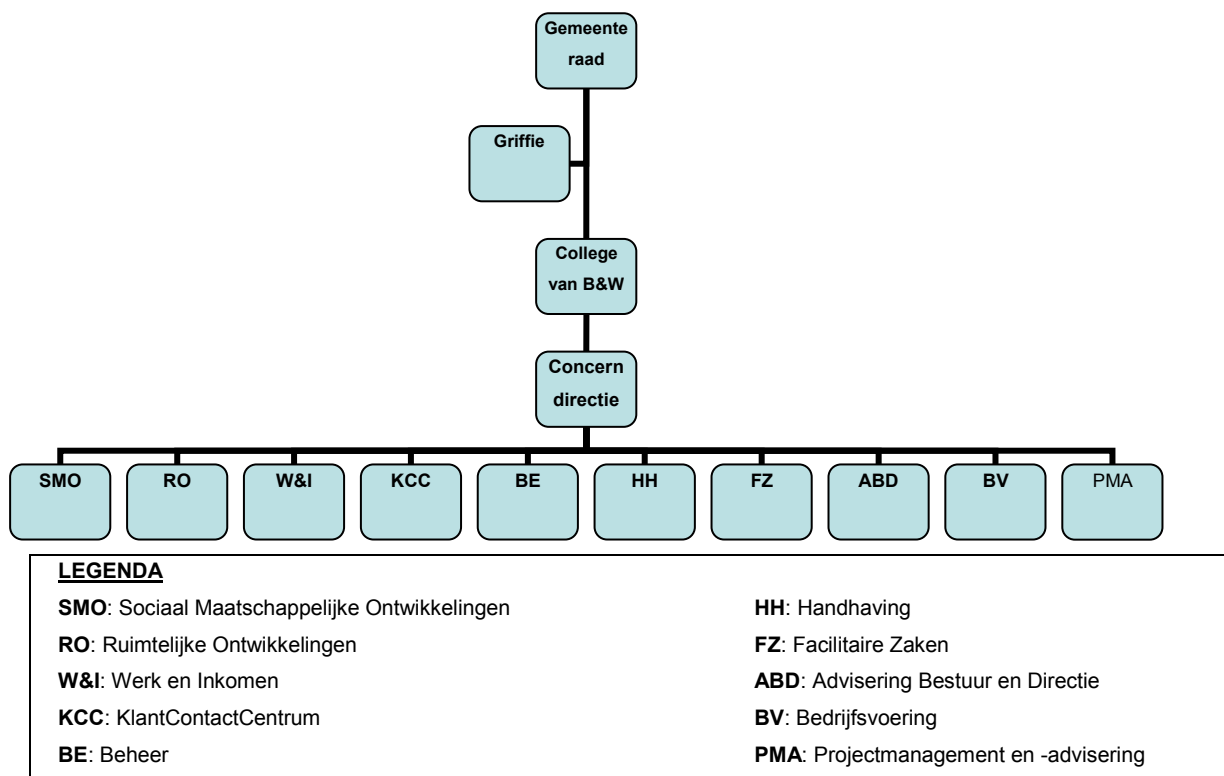 Gemeente
raad
Griffie
College
van B&W
Concern
directie
SMO
RO
W&I
KCC
BE
HH
FZ
ABD
BV
PMA
LEGENDA
SMO: Sociaal Maatschappelijke Ontwikkelingen
RO: Ruimtelijke Ontwikkelingen
W&I: Werk en Inkomen
KCC: KlantContactCentrum
BE: Beheer
HH: Handhaving
FZ: Facilitaire Zaken
ABD: Advisering Bestuur en Directie
BV: Bedrijfsvoering
PMA: Projectmanagement en -advisering